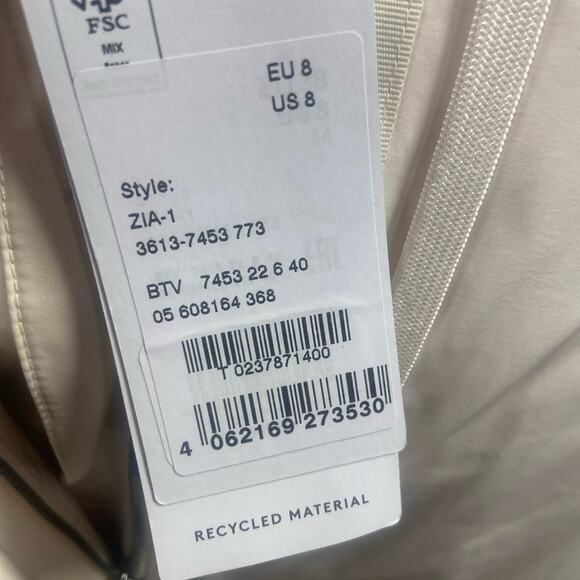 FSC
MIX
EU 8
US 8
Style:
ZIA-1
3613-7453 773
BTV 7453 22 6 40
05 608164 368
T 0237871400
4 062169 273530
RECYCLED MATERIAL